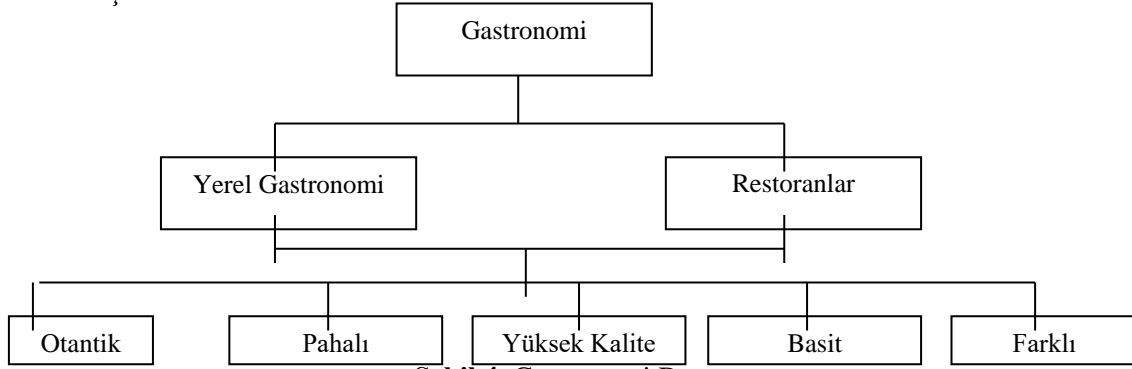 Gastronomi
Yerel Gastronomi
Restoranlar
Otantik
Pahalı
Yüksek Kalite
Basit
Farklı